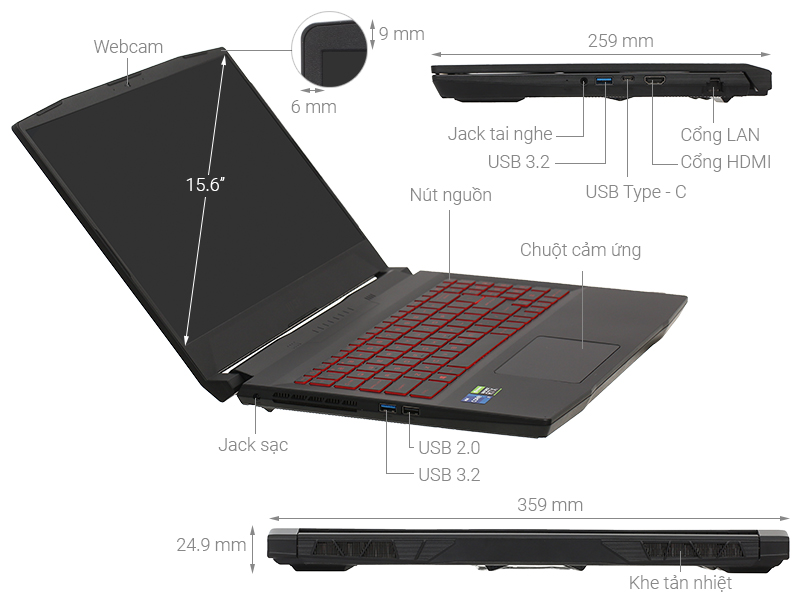 Webcam
9 mm
6 mm
259 mm
Jack tai nghe
Cổng LAN
USB 3.2
Cổng HDMI
USB Type - C
15.6"
Nút nguồn
Chuột cảm ứng
Jack sạc
USB 2.0
USB 3.2
359 mm
24.9 mm
Khe tản nhiệt